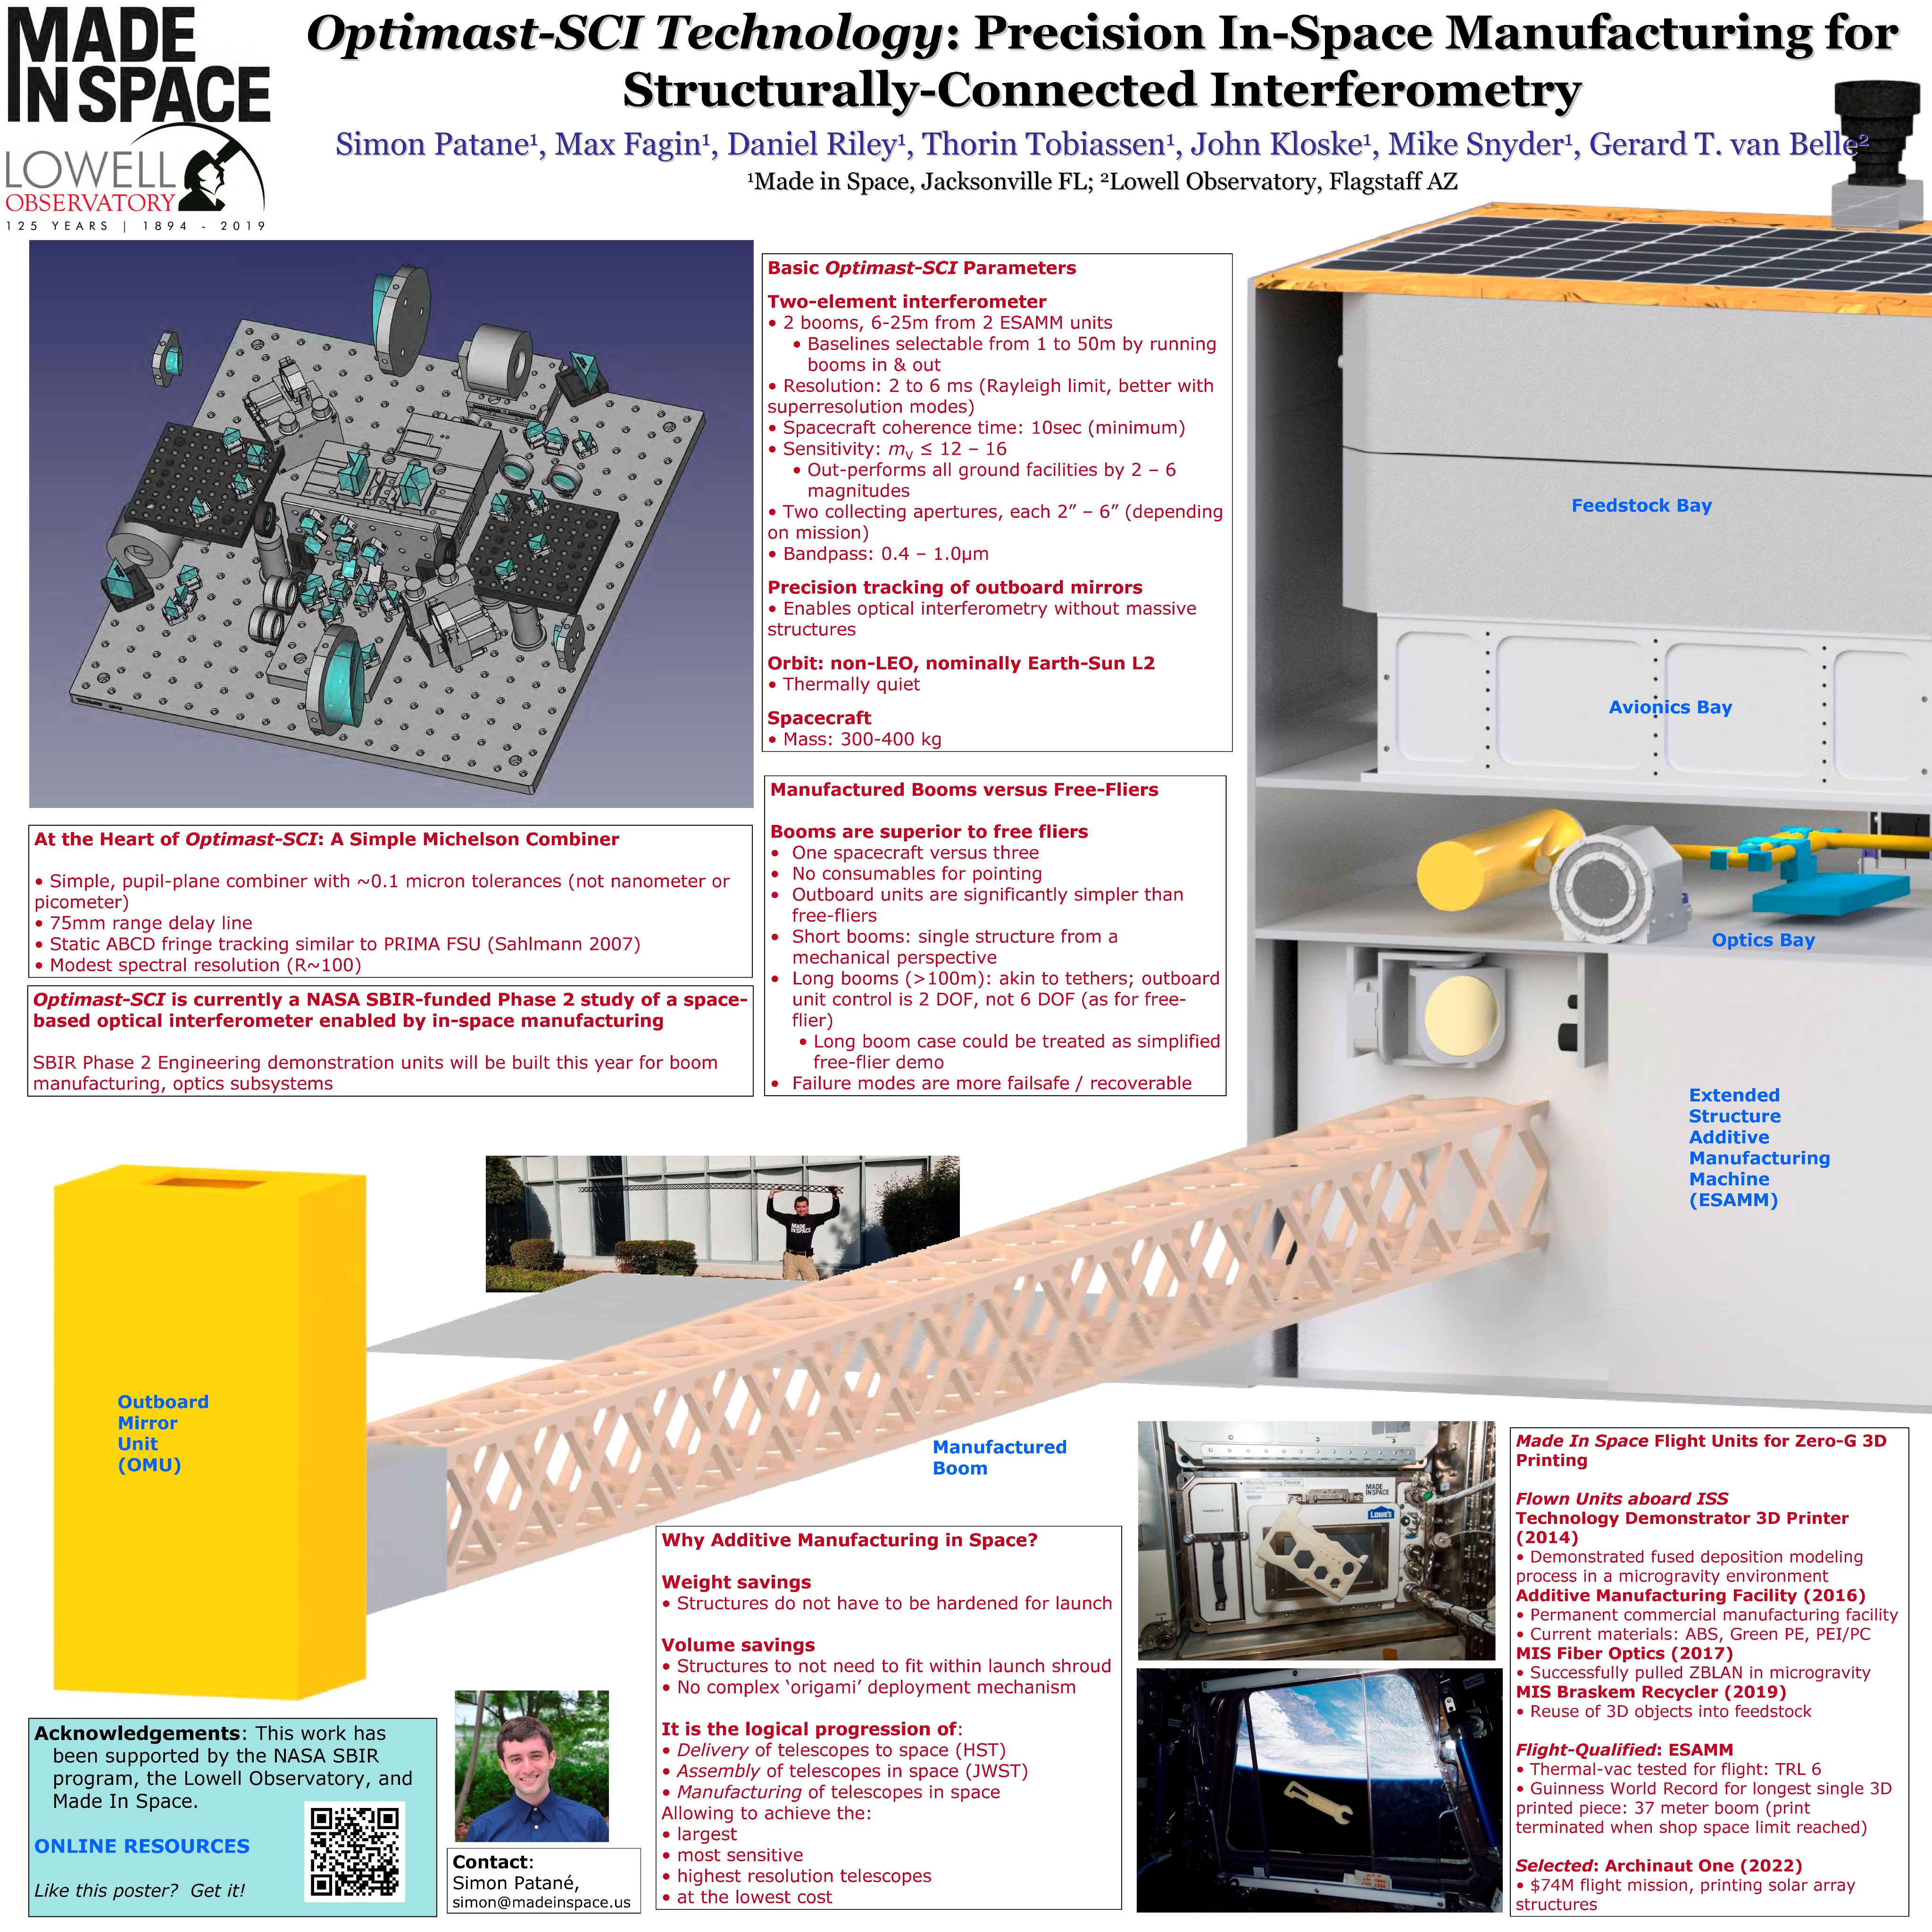 MADE
IN SPACE
LOWELL
OBSERVATORY
125 YEARS | 1894 - 2019
Optimast-SCI Technology: Precision In-Space Manufacturing for
Structurally-Connected Interferometry
Simon Patane¹, Max Fagin¹, Daniel Riley¹, Thorin Tobiassen¹, John Kloske¹, Mike Snyder¹, Gerard T. van Belle²
¹Made in Space, Jacksonville FL; ²Lowell Observatory, Flagstaff AZ
Basic Optimast-SCI Parameters
Two-element interferometer
• 2 booms, 6-25m from 2 ESAMM units
• Baselines selectable from 1 to 50m by running
booms in & out
• Resolution: 2 to 6 ms (Rayleigh limit, better with
superresolution modes)
• Spacecraft coherence time: 10sec (minimum)
• Sensitivity: mV ≤ 12 – 16
• Out-performs all ground facilities by 2 – 6
magnitudes
• Two collecting apertures, each 2” – 6” (depending
on mission)
• Bandpass: 0.4 – 1.0µm
Precision tracking of outboard mirrors
• Enables optical interferometry without massive
structures
Orbit: non-LEO, nominally Earth-Sun L2
• Thermally quiet
Spacecraft
• Mass: 300-400 kg
Manufactured Booms versus Free-Fliers
Booms are superior to free fliers
• One spacecraft versus three
• No consumables for pointing
• Outboard units are significantly simpler than
free-fliers
• Short booms: single structure from a
mechanical perspective
• Long booms (>100m): akin to tethers; outboard
unit control is 2 DOF, not 6 DOF (as for free-
flier)
• Long boom case could be treated as simplified
free-flier demo
• Failure modes are more failsafe / recoverable
At the Heart of Optimast-SCI: A Simple Michelson Combiner
• Simple, pupil-plane combiner with ~0.1 micron tolerances (not nanometer or
picometer)
• 75mm range delay line
• Static ABCD fringe tracking similar to PRIMA FSU (Sahlmann 2007)
• Modest spectral resolution (R~100)
Optimast-SCI is currently a NASA SBIR-funded Phase 2 study of a space-
based optical interferometer enabled by in-space manufacturing
SBIR Phase 2 Engineering demonstration units will be built this year for boom
manufacturing, optics subsystems
Feedstock Bay
Avionics Bay
Optics Bay
Extended
Structure
Additive
Manufacturing
Machine
(ESAMM)
MADE
IN SPACE
Outboard
Mirror
Unit
(OMU)
Manufactured
Boom
Why Additive Manufacturing in Space?
Weight savings
• Structures do not have to be hardened for launch
Volume savings
• Structures to not need to fit within launch shroud
• No complex ‘origami’ deployment mechanism
It is the logical progression of:
• Delivery of telescopes to space (HST)
• Assembly of telescopes in space (JWST)
• Manufacturing of telescopes in space
Allowing to achieve the:
• largest
• most sensitive
• highest resolution telescopes
• at the lowest cost
Manufacturing Device
MADE
IN SPACE
LOWE'S
Made In Space Flight Units for Zero-G 3D
Printing
Flown Units aboard ISS
Technology Demonstrator 3D Printer
(2014)
• Demonstrated fused deposition modeling
process in a microgravity environment
Additive Manufacturing Facility (2016)
• Permanent commercial manufacturing facility
• Current materials: ABS, Green PE, PEI/PC
MIS Fiber Optics (2017)
• Successfully pulled ZBLAN in microgravity
MIS Braskem Recycler (2019)
• Reuse of 3D objects into feedstock
Flight-Qualified: ESAMM
• Thermal-vac tested for flight: TRL 6
• Guinness World Record for longest single 3D
printed piece: 37 meter boom (print
terminated when shop space limit reached)
Selected: Archinaut One (2022)
• $74M flight mission, printing solar array
structures
Acknowledgements: This work has
been supported by the NASA SBIR
program, the Lowell Observatory, and
Made In Space.
ONLINE RESOURCES
Like this poster? Get it!
Contact:
Simon Patané,
simon@madeinspace.us